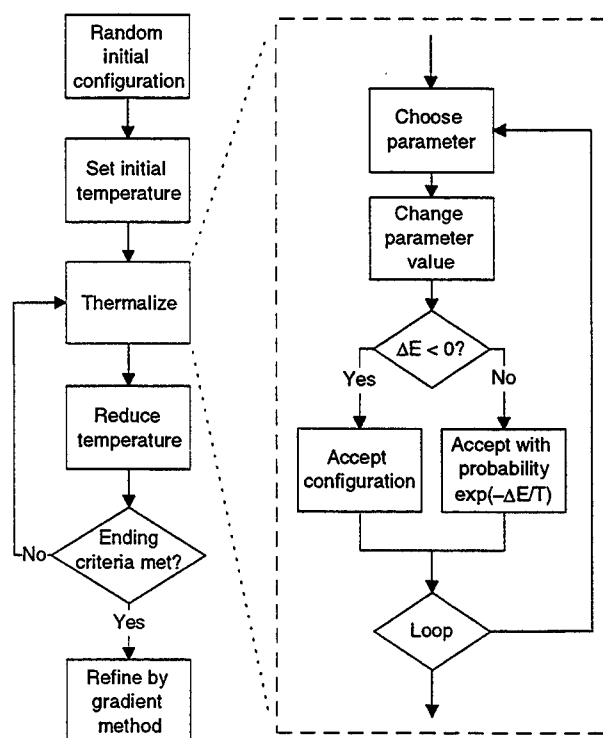 Random
initial
configuration
Set initial
temperature
Thermalize
Reduce
temperature
Ending
criteria met?
No
Yes
Refine by
gradient
method
Choose
parameter
Change
parameter
value
ΔE < 0?
Yes
No
Accept
configuration
Accept with
probability
exp(−ΔE/T)
Loop